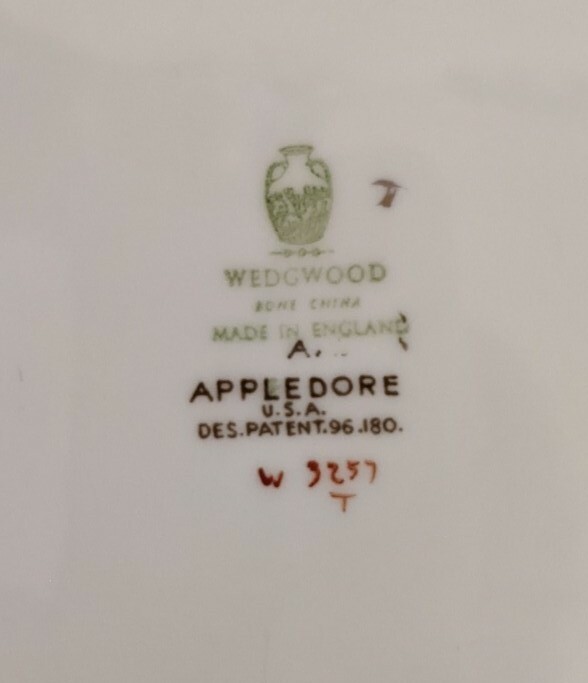 T
WEDGWOOD
BONE CHINA
MADE IN ENGLAND
A.
APPLEDORE
U.S.A.
DES.PATENT.96.180.
W 3257
T